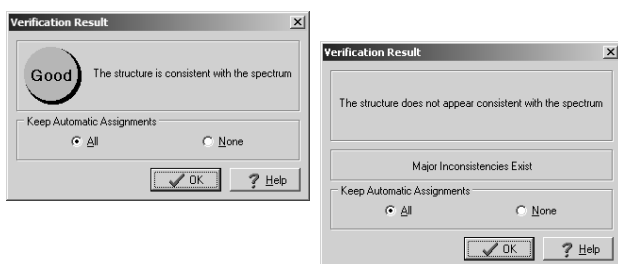 Verification Result
Good
The structure is consistent with the spectrum
Keep Automatic Assignments
All
None
OK
? Help
Verification Result
The structure does not appear consistent with the spectrum
Major Inconsistencies Exist
Keep Automatic Assignments
All
None
OK
? Help